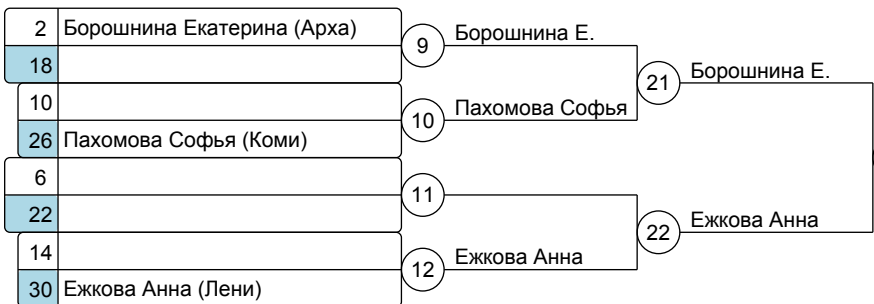 2 Борошнина Екатерина (Арха)
9 Борошнина Е.
18
21 Борошнина Е.
10
10 Пахомова Софья
26 Пахомова Софья (Коми)
6
11
22
22 Ежкова Анна
14
12 Ежкова Анна
30 Ежкова Анна (Лени)